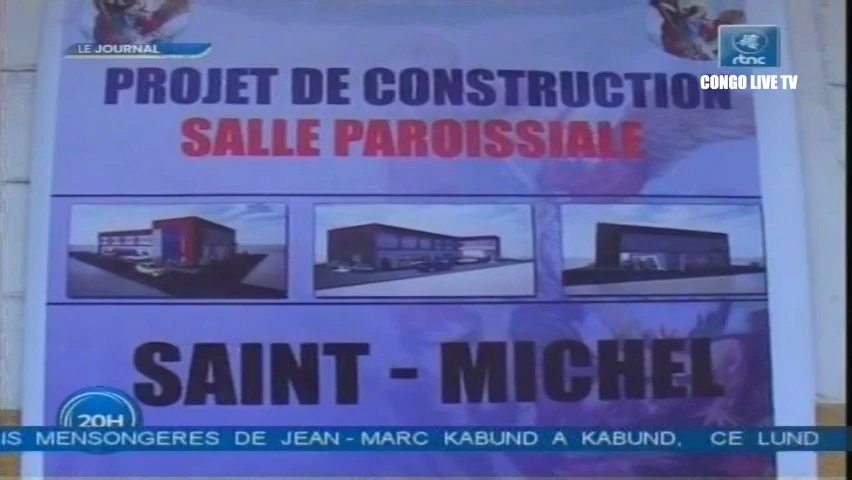 LE JOURNAL
rtnc
CONGO LIVE TV
PROJET DE CONSTRUCTION
SALLE PAROISSIALE
SAINT - MICHEL
20H
IS MENSONGERES DE JEAN - MARC KABUND A KABUND, CE LUND